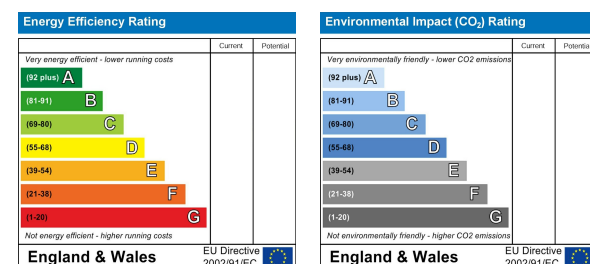 Energy Efficiency Rating
Current Potential
Very energy efficient - lower running costs
(92 plus) A
(81-91) B
(69-80) C
(55-68) D
(39-54) E
(21-38) F
(1-20) G
Not energy efficient - higher running costs
England & Wales
EU Directive
2002/91/EC
Environmental Impact (CO₂) Rating
Current Potentia
Very environmentally friendly - lower CO2 emissions
(92 plus) A
(81-91) B
(69-80) C
(55-68) D
(39-54) E
(21-38) F
(1-20) G
Not environmentally friendly - higher CO2 emissions
England & Wales
EU Directive
2002/91/EC